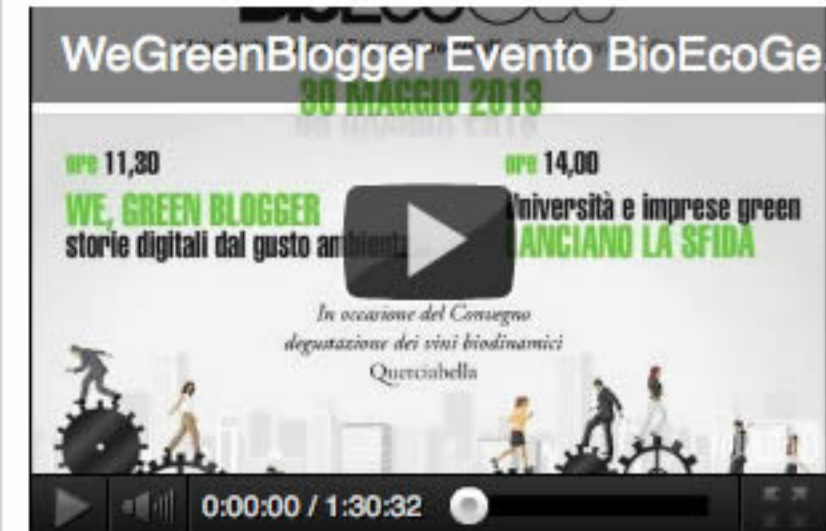 WeGreenBlogger Evento BioEcoGe.
30 MAGGIO 2013
ore 11,30
WE, GREEN BLOGGER
storie digitali dal gusto
ore 14,00
Università e imprese green
LANCIANO LA SFIDA
In occasione del Convegno
degustazione dei vini biodinamici
Querciabella
0:00:00 / 1:30:32